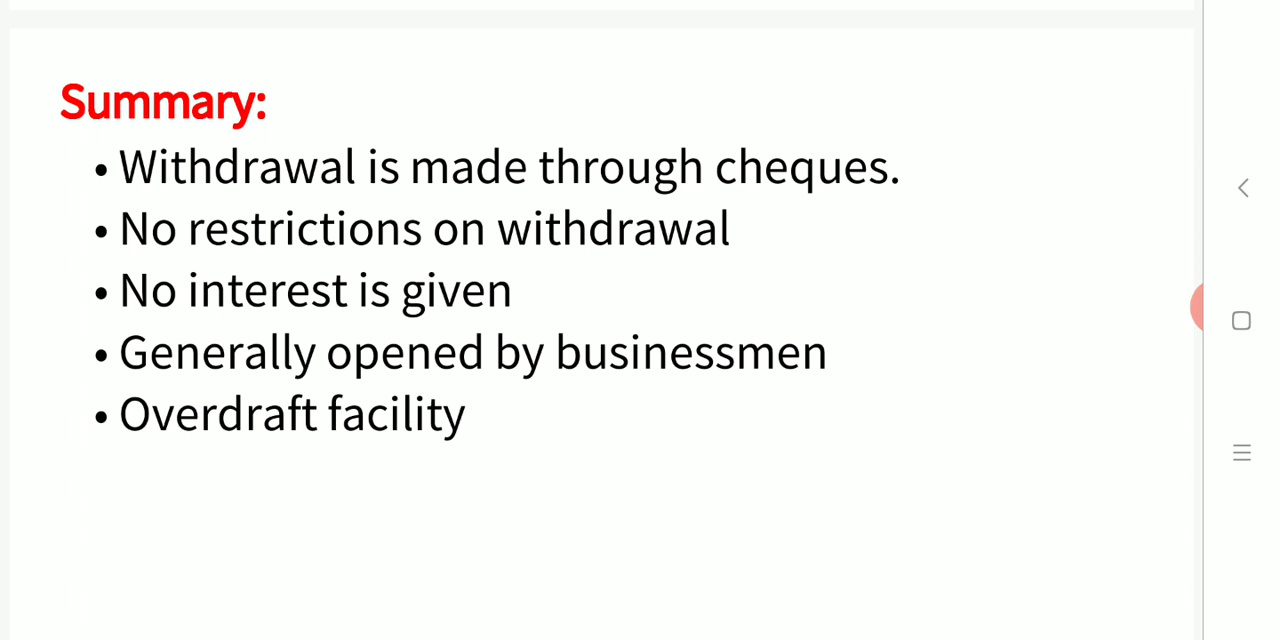 Summary:
• Withdrawal is made through cheques.
• No restrictions on withdrawal
• No interest is given
• Generally opened by businessmen
• Overdraft facility